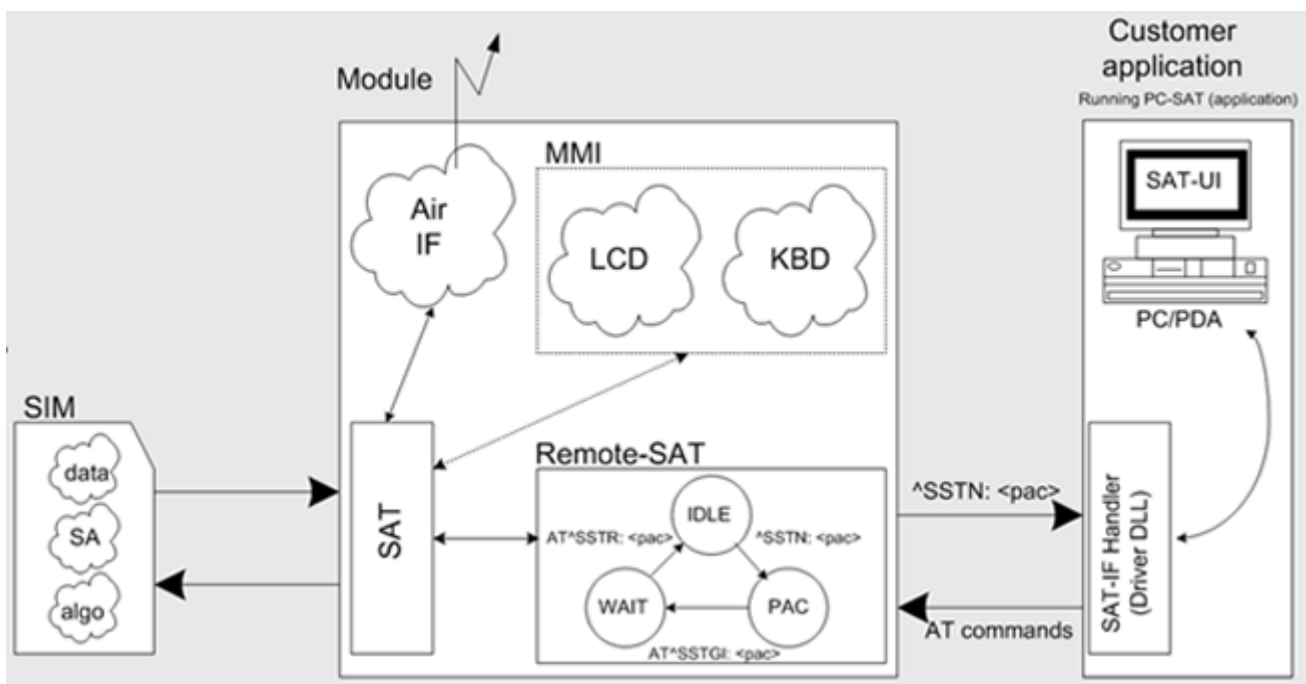 Customer
application
Running PC-SAT (application)
Module
MMI
SAT-UI
Air
IF
LCD
KBD
PC/PDA
SIM
data
SA
algo
SAT
Remote-SAT
IDLE
AT^SSTR: <pac>
^SSTN: <pac>
WAIT
PAC
AT^SSTGI: <pac>
^SSTN: <pac>
AT commands
SAT-IF Handler
(Driver DLL)